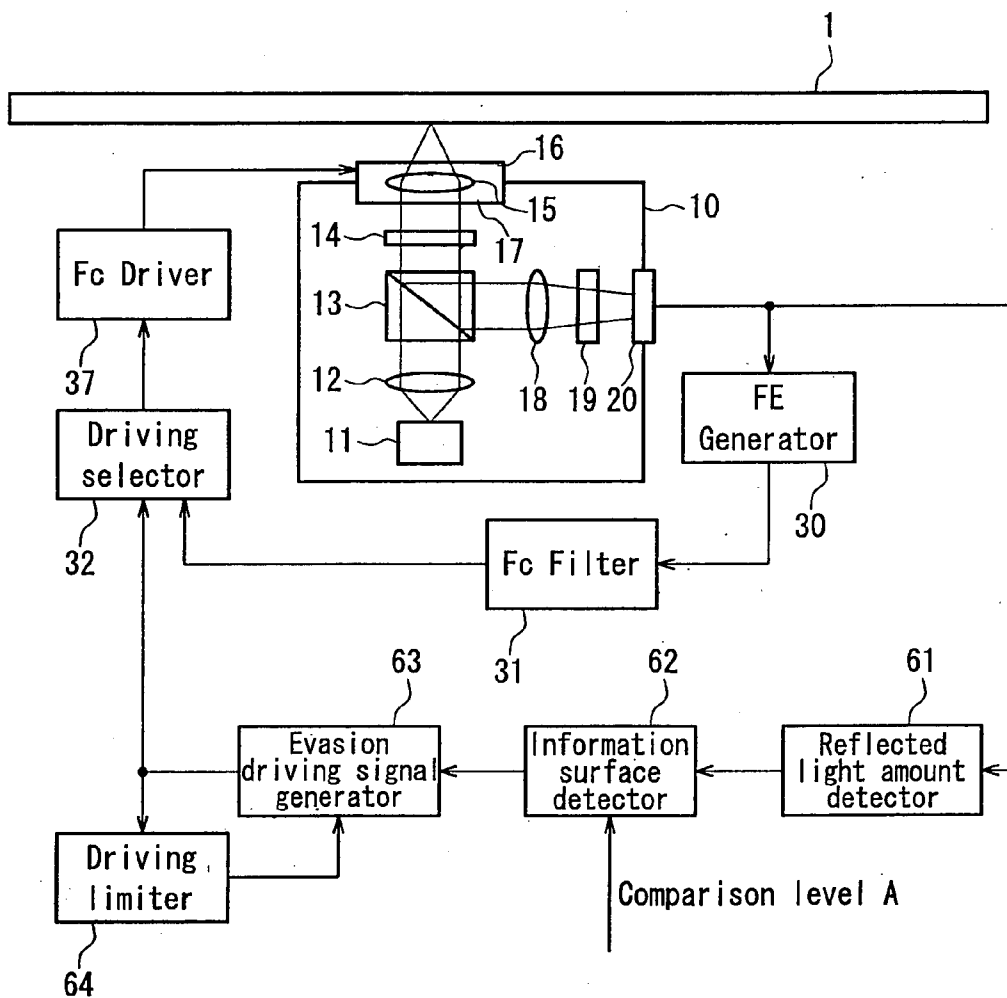 1
16
15
10
14
17
Fc Driver
13
37
12
18
19
20
FE
Generator
Driving
selector
11
30
32
Fc Filter
31
63
62
61
Evasion
driving signal
generator
Information
surface
detector
Reflected
light amount
detector
Driving
limiter
Comparison level A
64